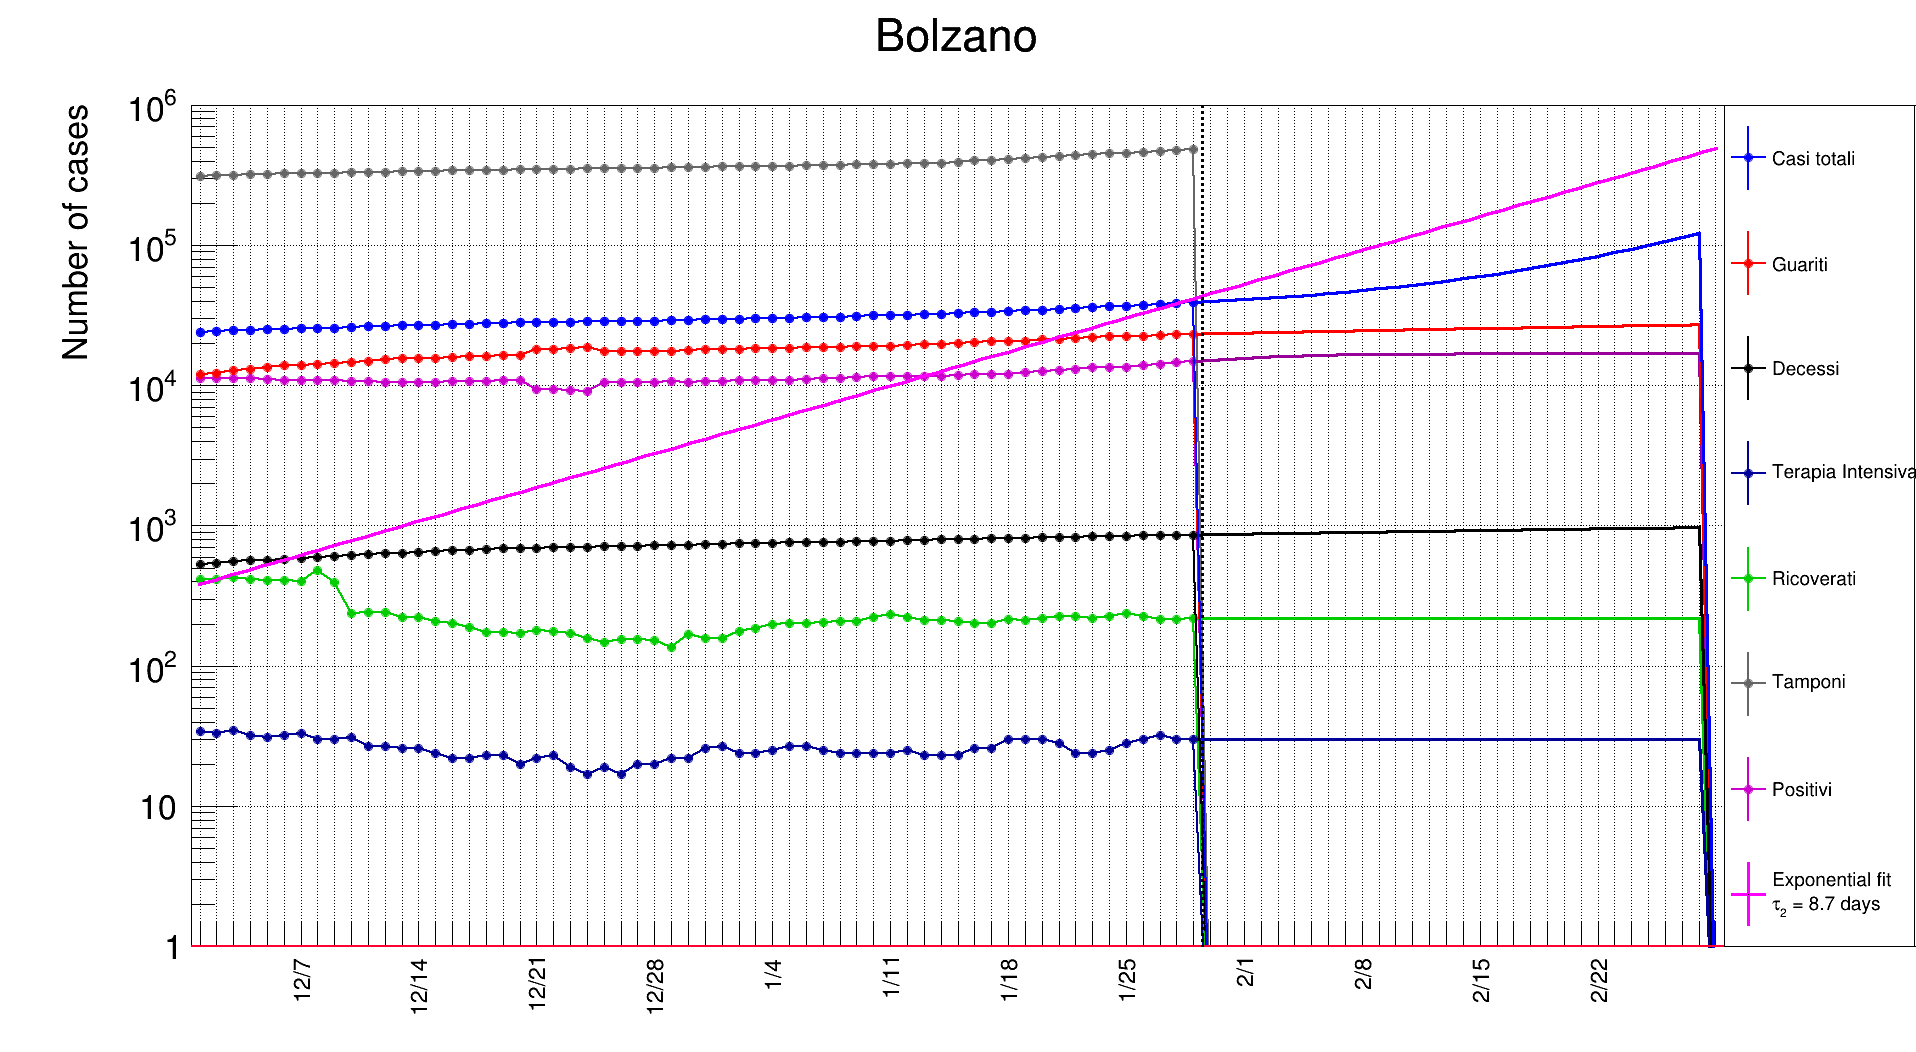 Bolzano
Number of cases
10^6
10^5
10^4
10^3
10^2
10
1
12/7
12/14
12/21
12/28
1/4
1/11
1/18
1/25
2/1
2/8
2/15
2/22
Casi totali
Guariti
Decessi
Terapia Intensiva
Ricoverati
Tamponi
Positivi
Exponential fit
τ_2 = 8.7 days